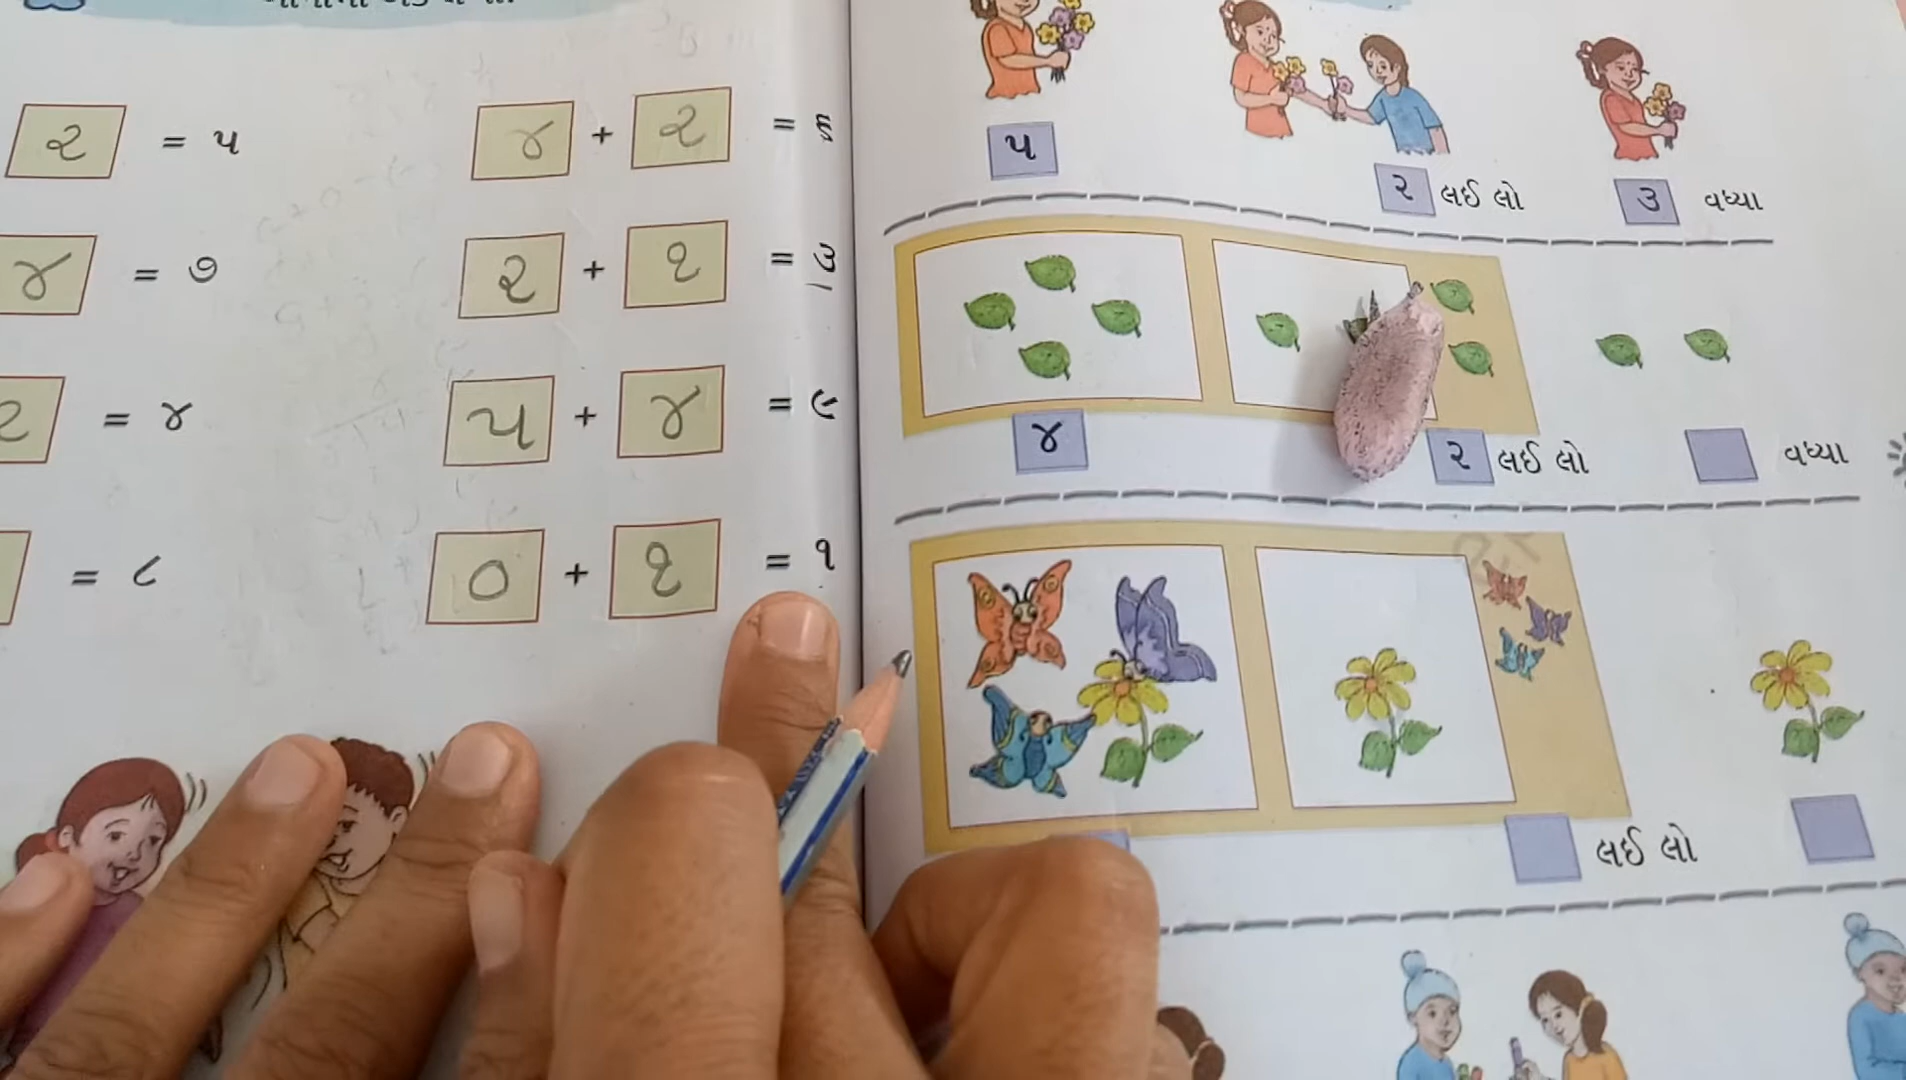 ૨ = ૫
૪ = ૭
૨ = ૪
= ૮
૪ + ૨ = ૬
૨ + ૧ = ૩
૫ + ૪ = ૯
૦ + ૧ = ૧
૫
૨ લઈ લો
૩ વધ્યા
૪
૨ લઈ લો
વધ્યા
લઈ લો